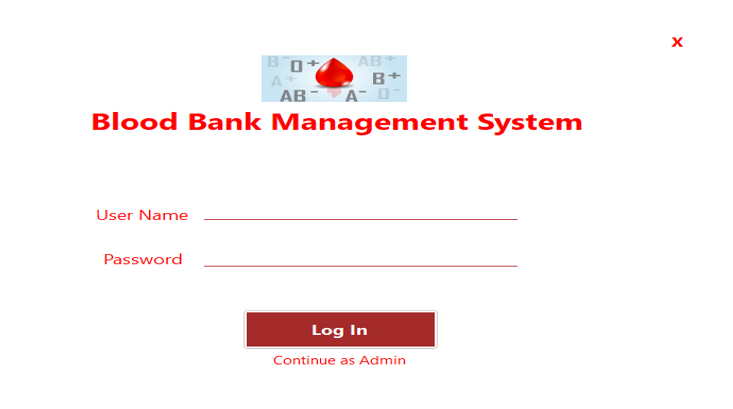 x
B⁻ O+ AB+
A+ B+
AB⁻ A⁻ O⁻
Blood Bank Management System
User Name
Password
Log In
Continue as Admin